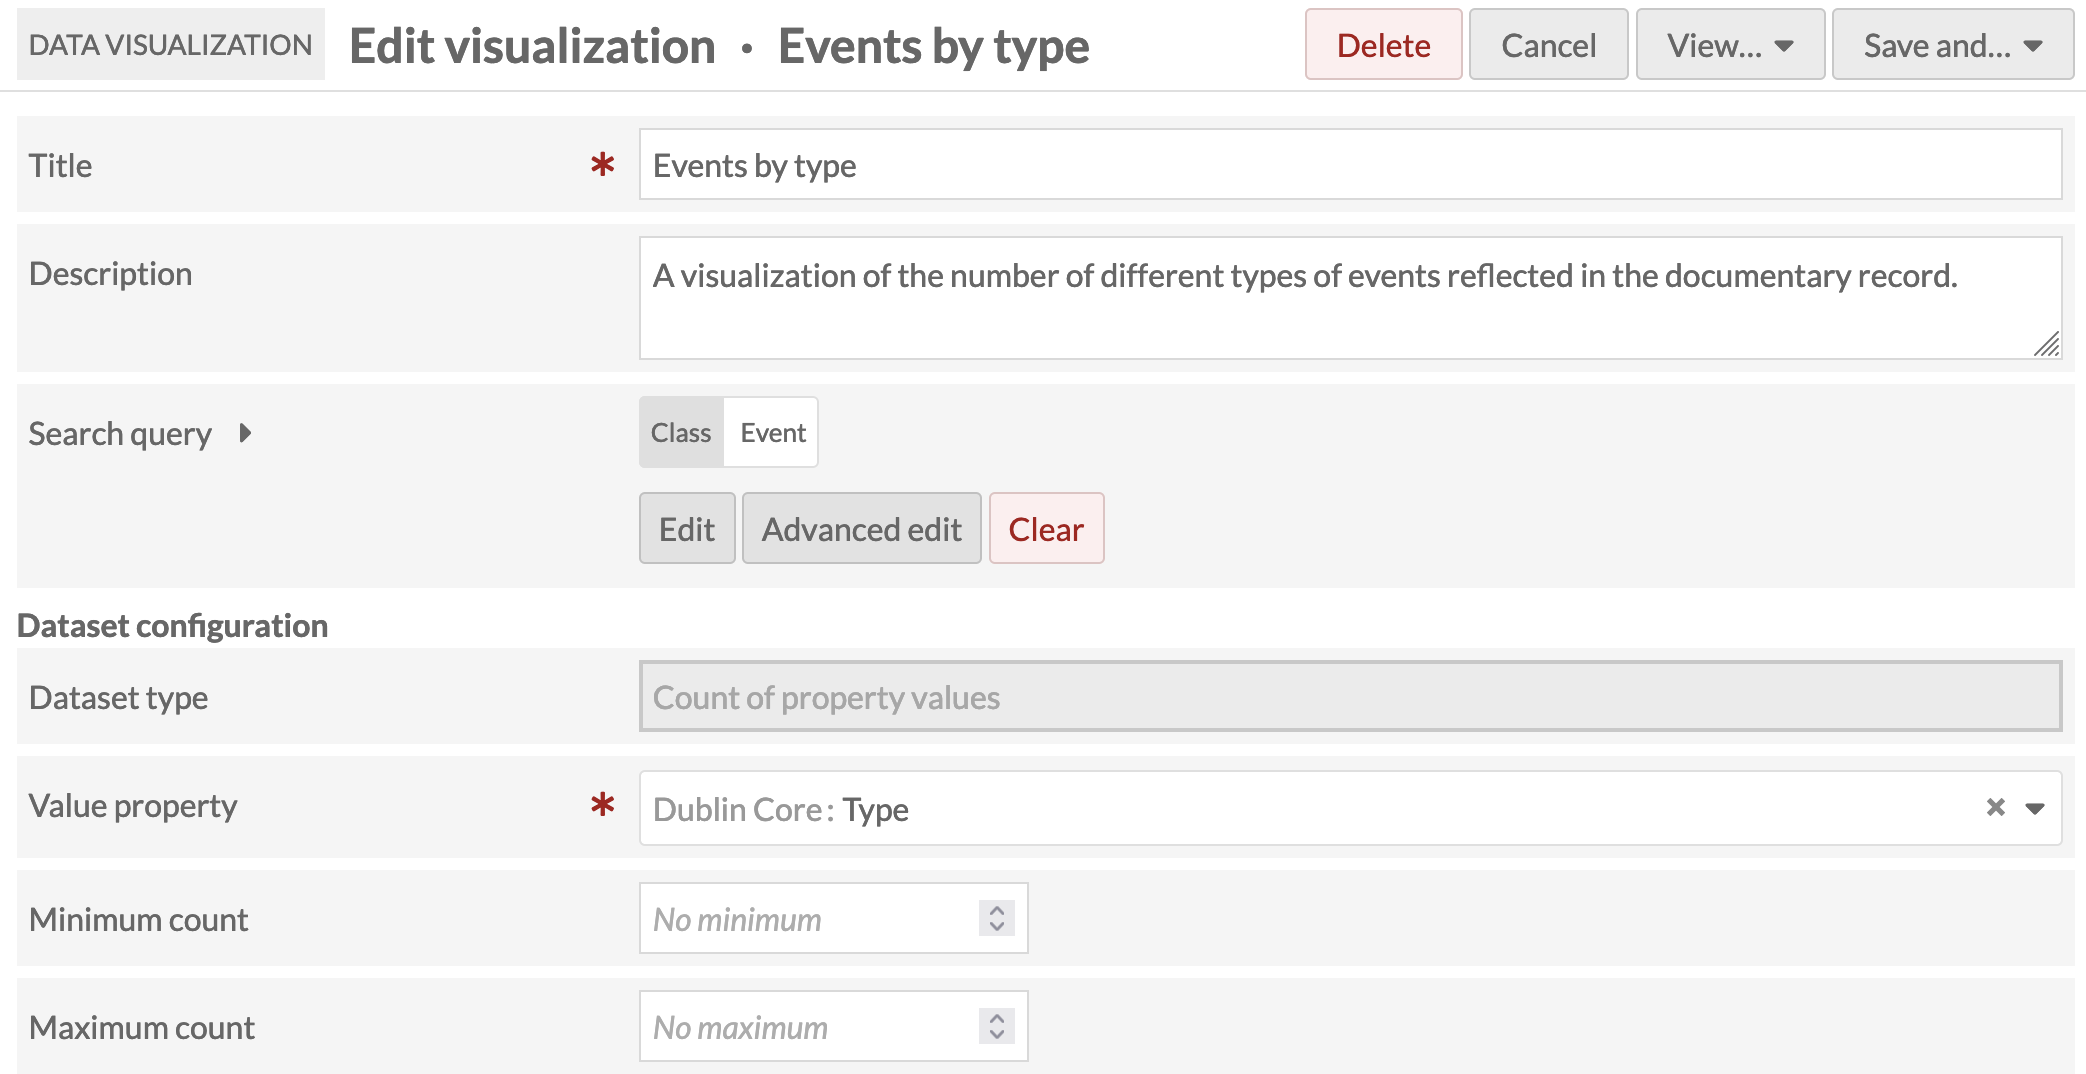 DATA VISUALIZATION Edit visualization · Events by type Delete Cancel View... Save and...
Title * Events by type
Description A visualization of the number of different types of events reflected in the documentary record.
Search query Class Event
Edit Advanced edit Clear
Dataset configuration
Dataset type Count of property values
Value property * Dublin Core : Type
Minimum count No minimum
Maximum count No maximum